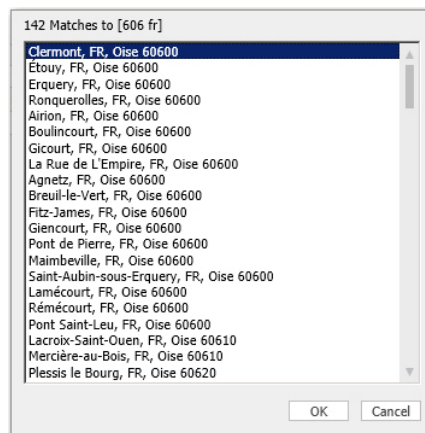 142 Matches to [606 fr]
Clermont, FR, Oise 60600
Étouy, FR, Oise 60600
Erquery, FR, Oise 60600
Ronquerolles, FR, Oise 60600
Airion, FR, Oise 60600
Boulincourt, FR, Oise 60600
Gicourt, FR, Oise 60600
La Rue de L'Empire, FR, Oise 60600
Agnetz, FR, Oise 60600
Breuil-le-Vert, FR, Oise 60600
Fitz-James, FR, Oise 60600
Giencourt, FR, Oise 60600
Pont de Pierre, FR, Oise 60600
Maimbeville, FR, Oise 60600
Saint-Aubin-sous-Erquery, FR, Oise 60600
Lamécourt, FR, Oise 60600
Rémécourt, FR, Oise 60600
Pont Saint-Leu, FR, Oise 60600
Lacroix-Saint-Ouen, FR, Oise 60610
Mercière-au-Bois, FR, Oise 60610
Plessis le Bourg, FR, Oise 60620
OK Cancel